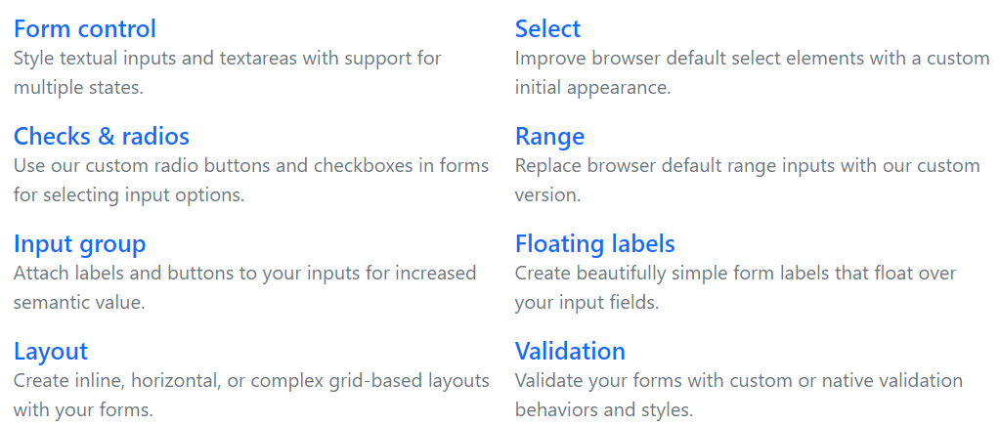 Form control
Style textual inputs and textareas with support for
multiple states.
Select
Improve browser default select elements with a custom
initial appearance.
Checks & radios
Use our custom radio buttons and checkboxes in forms
for selecting input options.
Range
Replace browser default range inputs with our custom
version.
Input group
Attach labels and buttons to your inputs for increased
semantic value.
Floating labels
Create beautifully simple form labels that float over
your input fields.
Layout
Create inline, horizontal, or complex grid-based layouts
with your forms.
Validation
Validate your forms with custom or native validation
behaviors and styles.